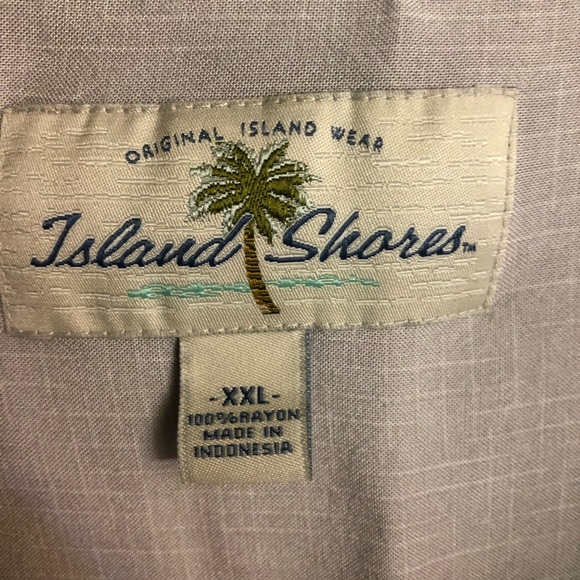 ORIGINAL ISLAND WEAR
Island Shores™
-XXL-
100%RAYON
MADE IN
INDONESIA